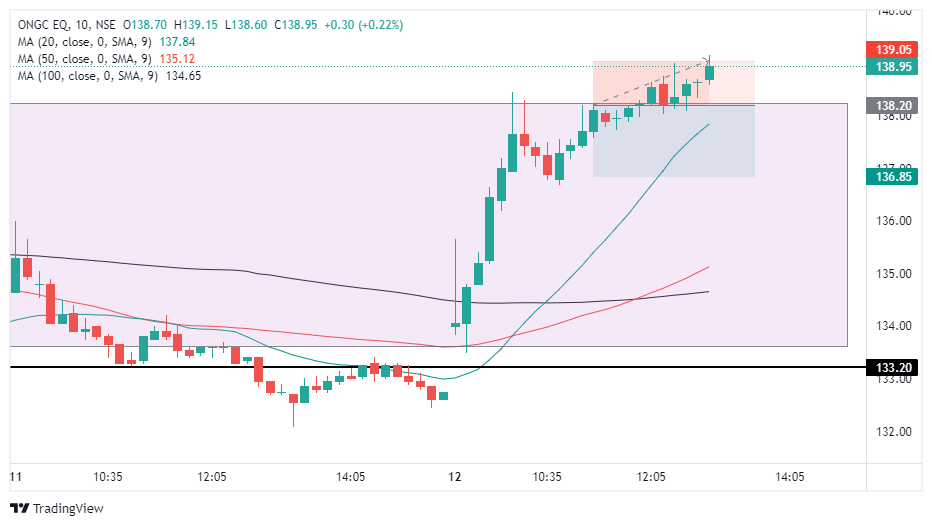 ONGC EQ, 10, NSE O138.70 H139.15 L138.60 C138.95 +0.30 (+0.22%)
MA (20, close, 0, SMA, 9) 137.84
MA (50, close, 0, SMA, 9) 135.12
MA (100, close, 0, SMA, 9) 134.65
140.00
139.05
138.95
138.20
138.00
137.00
136.85
136.00
135.00
134.00
133.20
133.00
132.00
11 10:35 12:05 14:05 12 10:35 12:05 14:05
TradingView